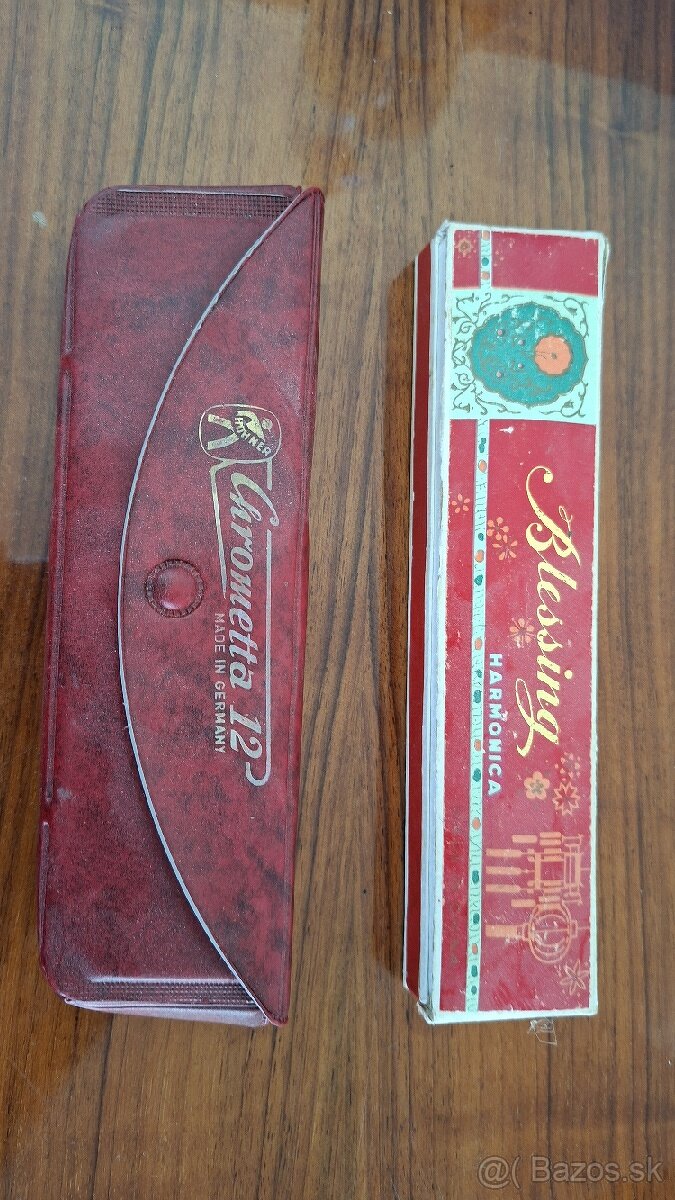 HOHNER
Chrometta 12
MADE IN GERMANY
Blessing
HARMONICA
@( Bazos.sk